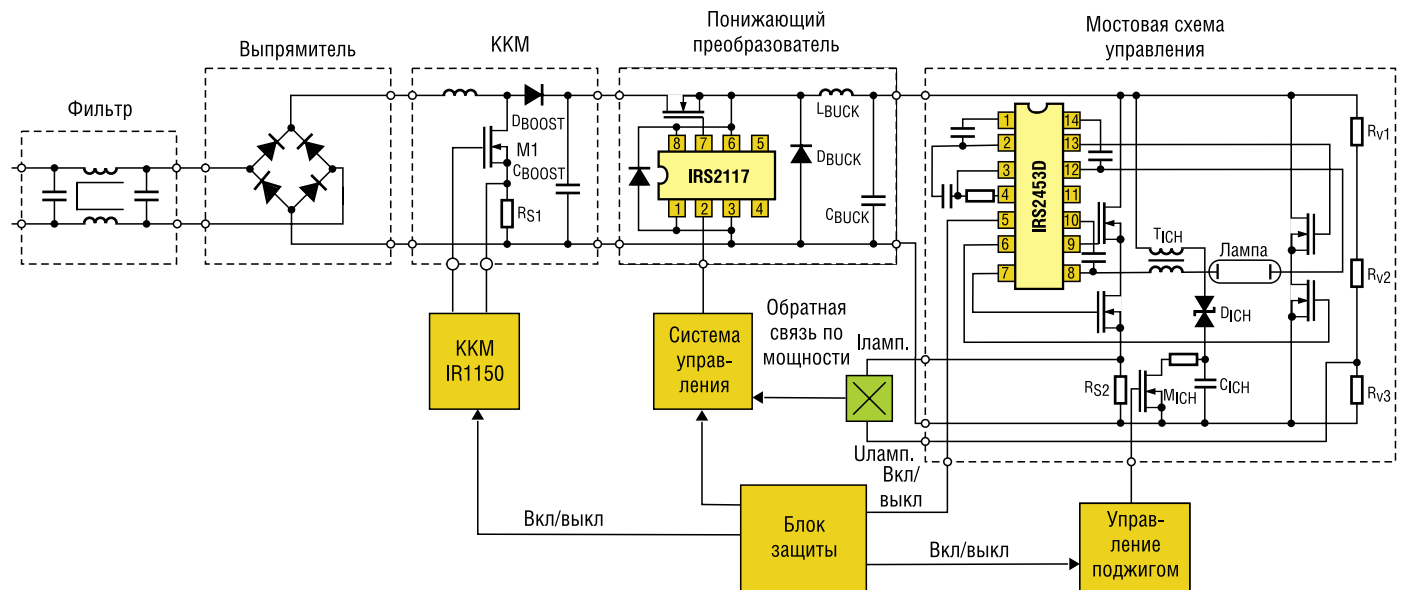 Понижающий
преобразователь
Мостовая схема
управления
Выпрямитель
ККМ
Фильтр
DBOOST
M1
CBOOST
RS1
8 7 6 5
IRS2117
1 2 3 4
LBUCK
DBUCK
CBUCK
1
2
3
4
5
6
7
IRS2453D
14
13
12
11
10
9
8
TICH
Лампа
DICH
CICH
MICH
RS2
RV1
RV2
RV3
ККМ
IR1150
Система
управ-
ления
Обратная
связь по
мощности
Iламп.
Uламп.
Вкл/
выкл
Вкл/выкл
Блок
защиты
Вкл/выкл
Управ-
ление
поджигом